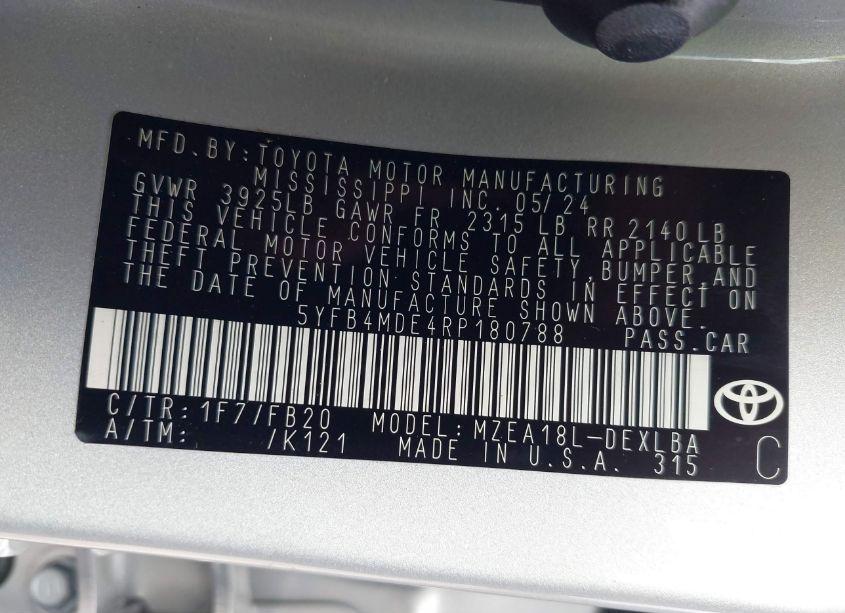 MFD.BY:TOYOTA MOTOR MANUFACTURING
MISSISSIPPI INC. 05/24
GVWR 3925LB GAWR FR 2315 LB RR 2140 LB
THIS VEHICLE CONFORMS TO ALL APPLICABLE
FEDERAL MOTOR VEHICLE SAFETY, BUMPER,AND
THEFT PREVENTION STANDARDS IN EFFECT ON
THE DATE OF MANUFACTURE SHOWN ABOVE.
5YFB4MDE4RP180788 PASS.CAR
C/TR: 1F7/FB20 MODEL: MZEA18L-DEXLBA
A/TM: /K121 MADE IN U.S.A. 315
C